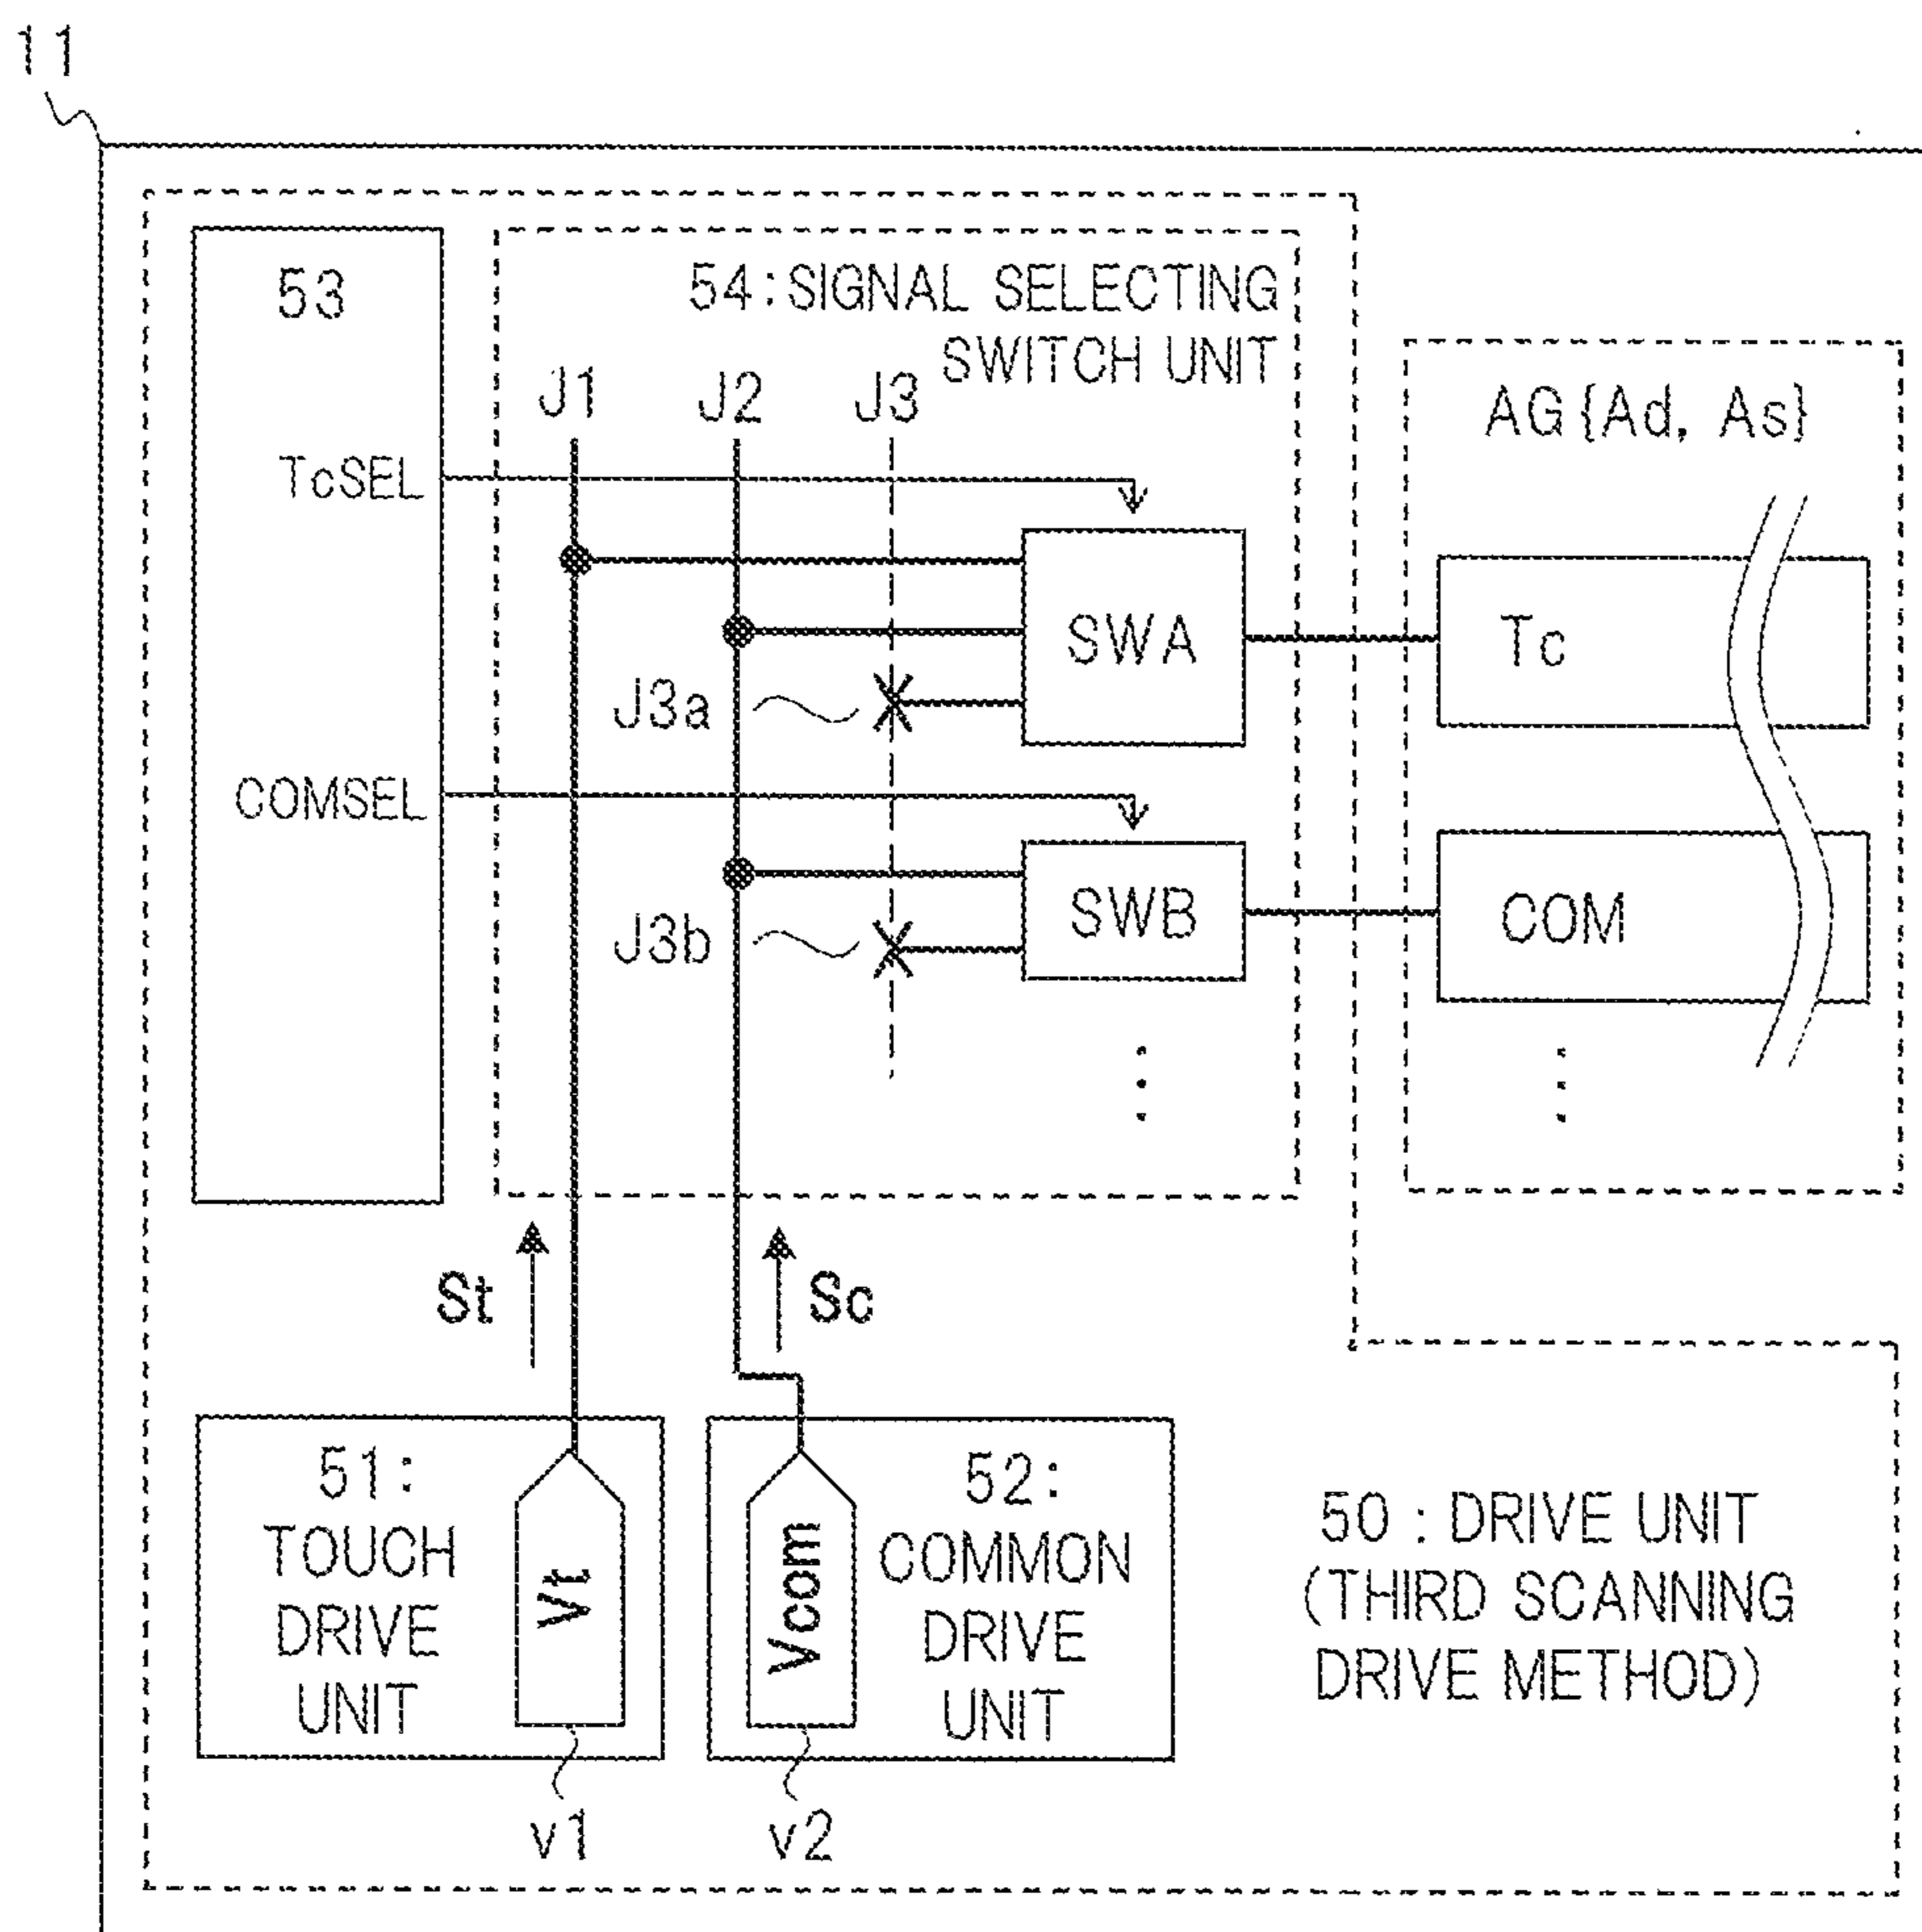 11
53
54:SIGNAL SELECTING
SWITCH UNIT
J1
J2
J3
AG{Ad, As}
TcSEL
SWA
Tc
J3a
COMSEL
SWB
COM
J3b
St
Sc
51:
TOUCH
DRIVE
UNIT
Vt
Vcom
52:
COMMON
DRIVE
UNIT
50 : DRIVE UNIT
(THIRD SCANNING
DRIVE METHOD)
v1
v2